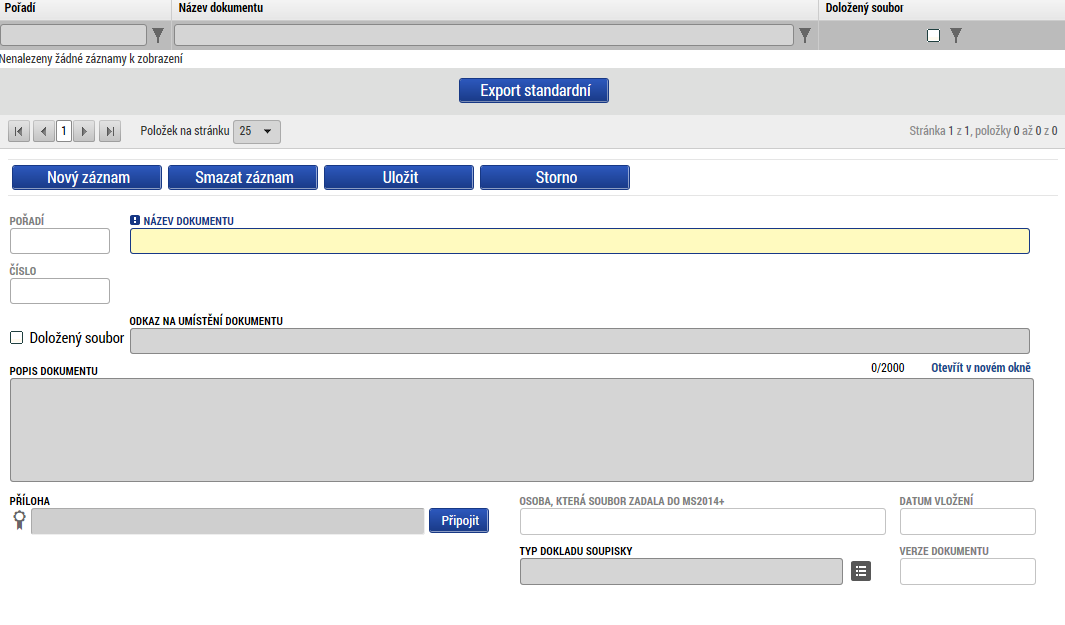 Pořadí Název dokumentu Doložený soubor
Nenalezeny žádné záznamy k zobrazení
Export standardní
1 Položek na stránku 25 Stránka 1 z 1, položky 0 až 0 z 0
Nový záznam Smazat záznam Uložit Storno
POŘADÍ NÁZEV DOKUMENTU
ČÍSLO
ODKAZ NA UMÍSTĚNÍ DOKUMENTU
Doložený soubor
POPIS DOKUMENTU 0/2000 Otevřít v novém okně
PŘÍLOHA OSOBA, KTERÁ SOUBOR ZADALA DO MS2014+ DATUM VLOŽENÍ
Připojit
TYP DOKLADU SOUPISKY VERZE DOKUMENTU